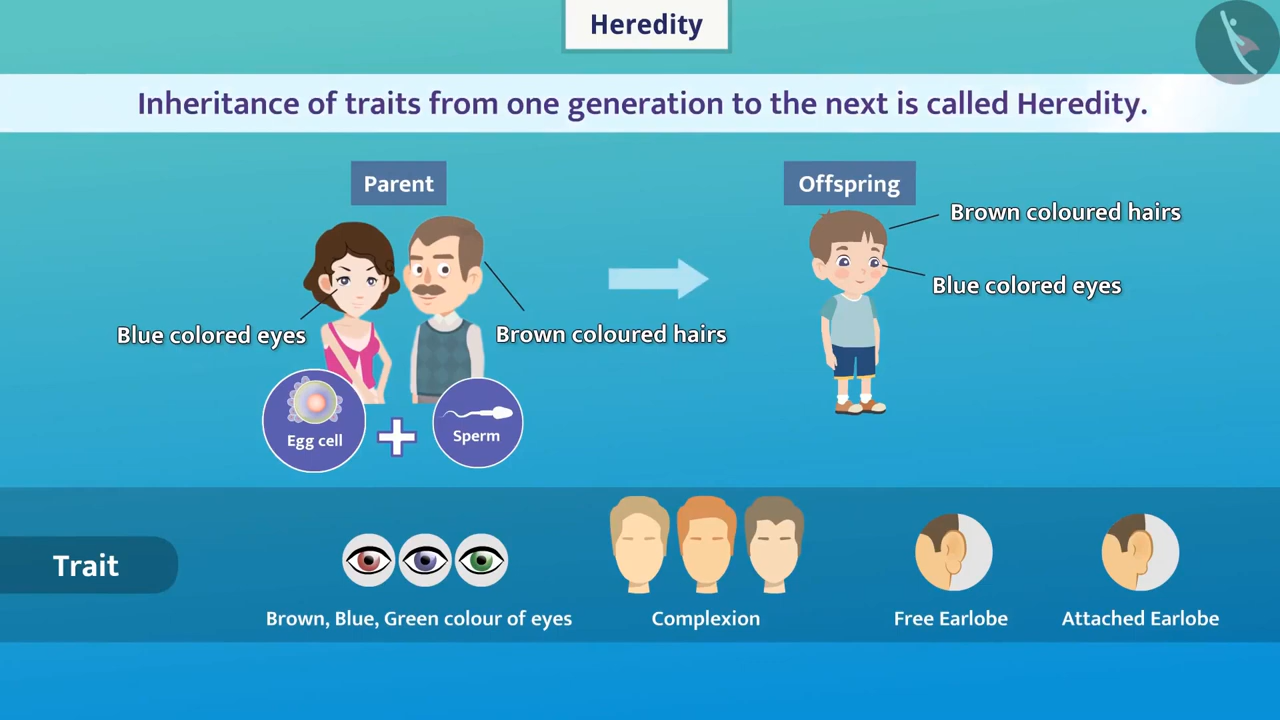 Heredity
Inheritance of traits from one generation to the next is called Heredity.
Parent
Offspring
Brown coloured hairs
Blue colored eyes
Blue colored eyes
Brown coloured hairs
Egg cell
Sperm
Trait
Brown, Blue, Green colour of eyes
Complexion
Free Earlobe
Attached Earlobe